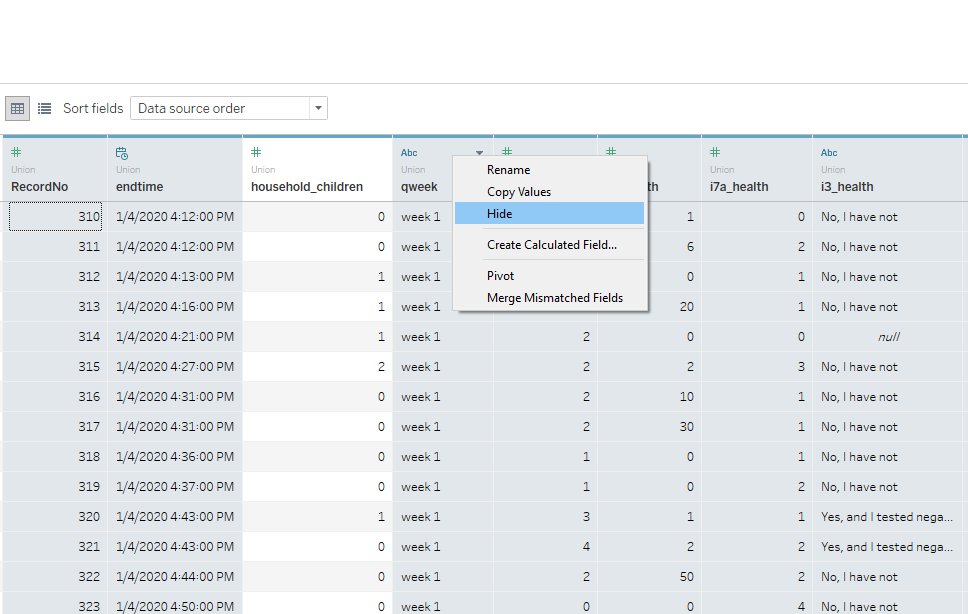 Sort fields Data source order
# # Abc # # # Abc
Union Union Union Union Union Union
RecordNo endtime household_children qweek th i7a_health i3_health
Rename
Copy Values
Hide
Create Calculated Field...
Pivot
Merge Mismatched Fields
310 1/4/2020 4:12:00 PM 0 week 1 1 0 No, I have not
311 1/4/2020 4:12:00 PM 0 week 1 6 2 No, I have not
312 1/4/2020 4:13:00 PM 1 week 1 0 1 No, I have not
313 1/4/2020 4:16:00 PM 1 week 1 20 1 No, I have not
314 1/4/2020 4:21:00 PM 1 week 1 2 0 0 null
315 1/4/2020 4:27:00 PM 2 week 1 2 2 3 No, I have not
316 1/4/2020 4:31:00 PM 0 week 1 2 10 1 No, I have not
317 1/4/2020 4:31:00 PM 0 week 1 2 30 1 No, I have not
318 1/4/2020 4:36:00 PM 0 week 1 1 0 1 No, I have not
319 1/4/2020 4:37:00 PM 0 week 1 1 0 2 No, I have not
320 1/4/2020 4:43:00 PM 1 week 1 3 1 1 Yes, and I tested nega...
321 1/4/2020 4:43:00 PM 0 week 1 4 2 2 Yes, and I tested nega...
322 1/4/2020 4:44:00 PM 0 week 1 2 50 2 No, I have not
323 1/4/2020 4:50:00 PM 0 week 1 0 0 4 No, I have not